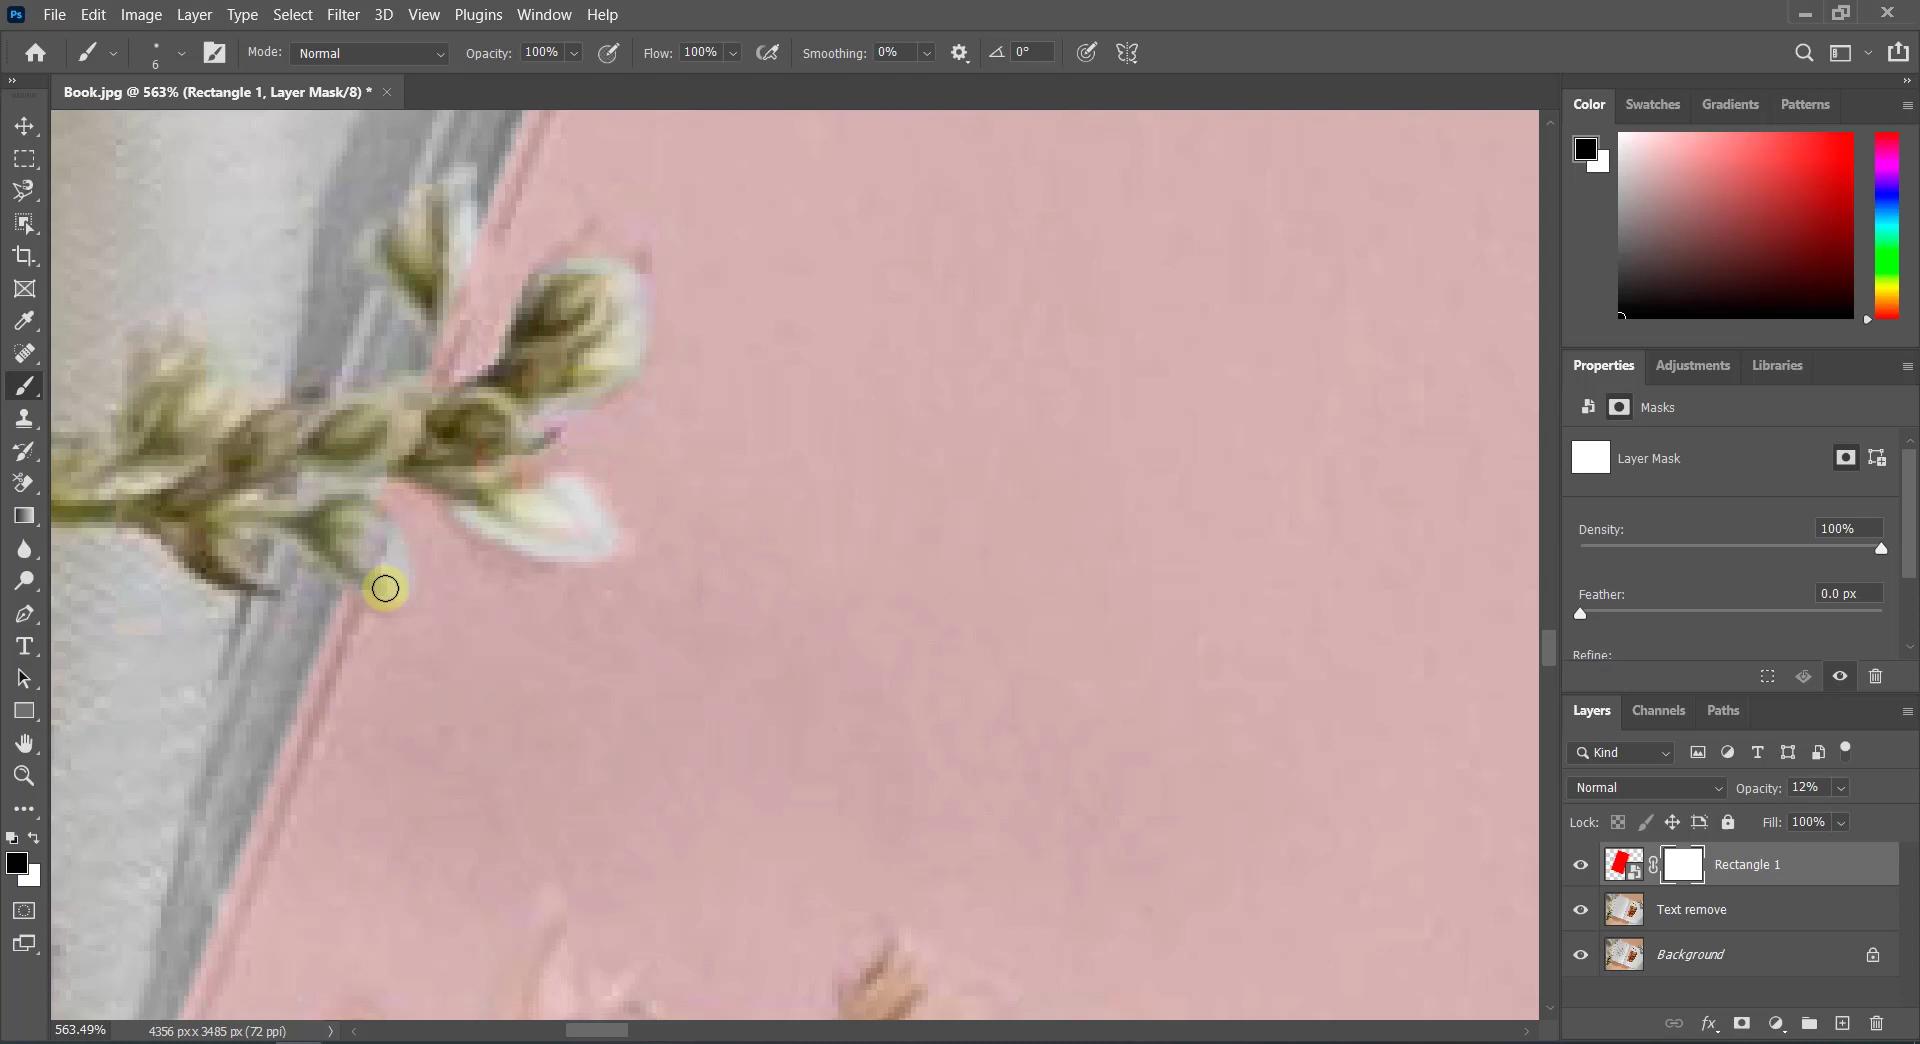 Ps File Edit Image Layer Type Select Filter 3D View Plugins Window Help
6 Mode: Normal Opacity: 100% Flow: 100% Smoothing: 0% 0°
Book.jpg @ 563% (Rectangle 1, Layer Mask/8) *
Color Swatches Gradients Patterns
Properties Adjustments Libraries
Masks
Layer Mask
Density: 100%
Feather: 0.0 px
Refine:
Layers Channels Paths
Kind
Normal Opacity: 12%
Lock: Fill: 100%
Rectangle 1
Text remove
Background
fx
563.49% 4356 px x 3485 px (72 ppi)